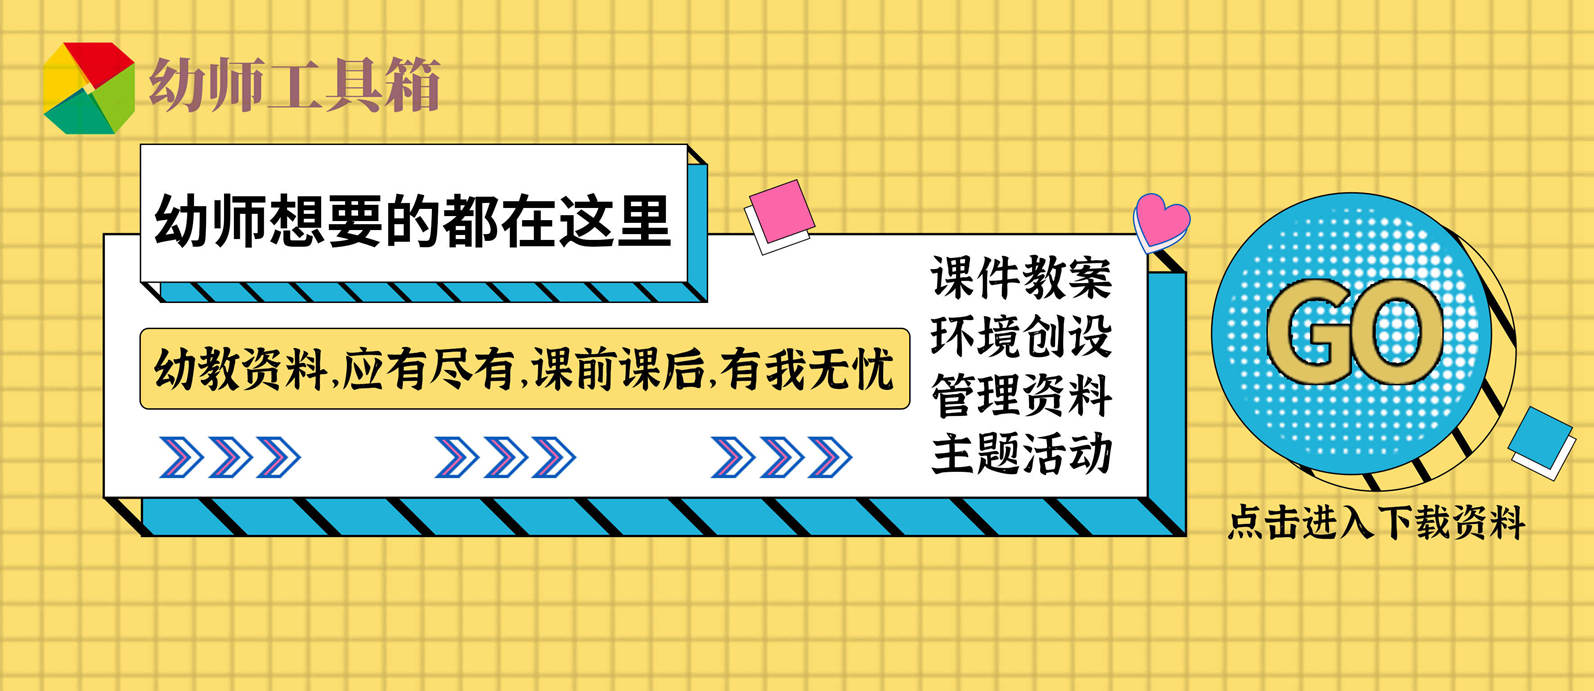 幼师工具箱
幼师想要的都在这里
幼教资料,应有尽有,课前课后,有我无忧
课件教案
环境创设
管理资料
主题活动
GO
点击进入下载资料